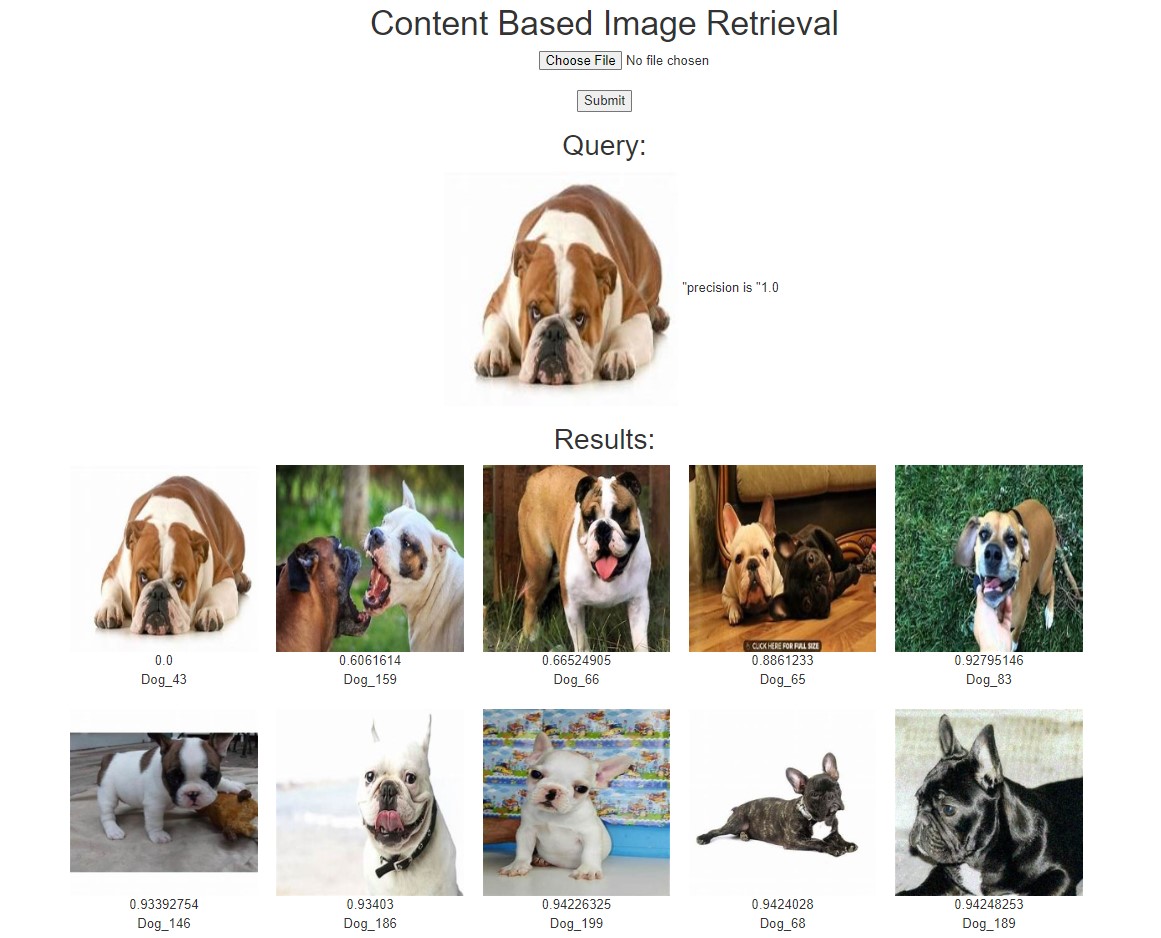 Content Based Image Retrieval
Choose File No file chosen
Submit
Query:
"precision is "1.0
Results:
CLICK HERE FOR FULL SIZE
0.0 0.6061614 0.66524905 0.8861233 0.92795146
Dog_43 Dog_159 Dog_66 Dog_65 Dog_83
0.93392754 0.93403 0.94226325 0.9424028 0.94248253
Dog_146 Dog_186 Dog_199 Dog_68 Dog_189